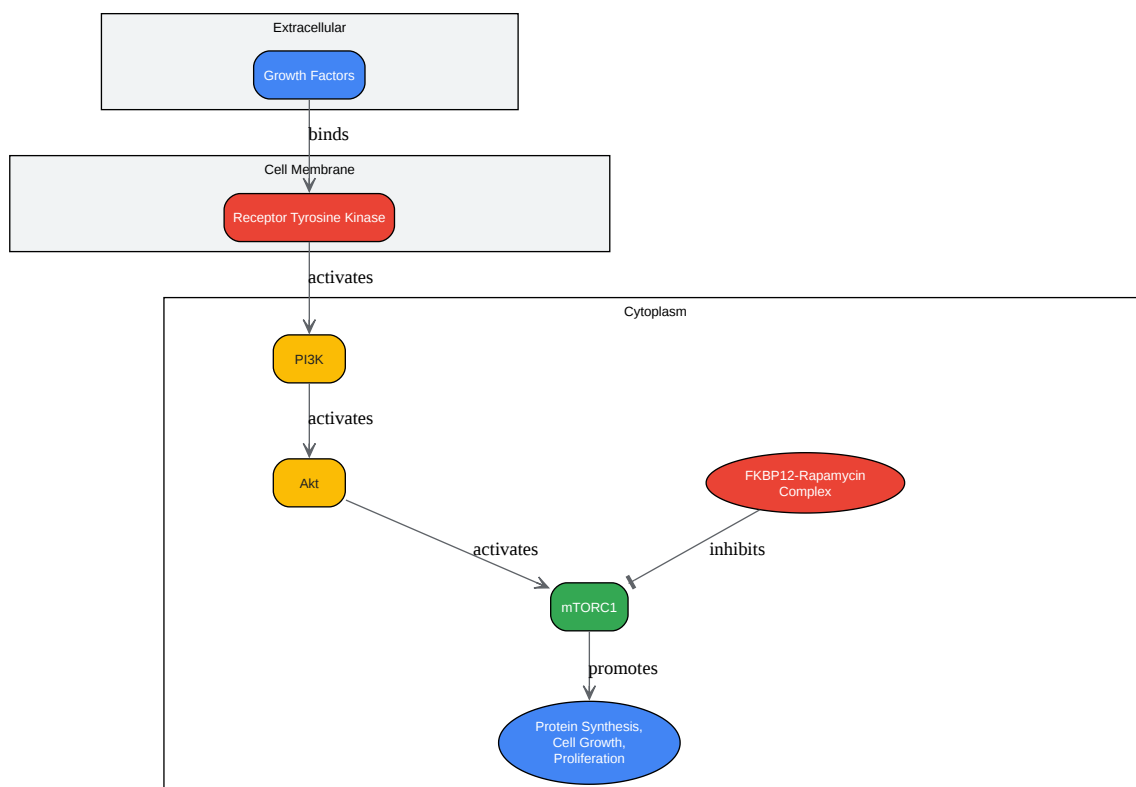 Extracellular
Growth Factors
binds
Cell Membrane
Receptor Tyrosine Kinase
activates
Cytoplasm
PI3K
activates
Akt
FKBP12-Rapamycin
Complex
activates
inhibits
mTORC1
promotes
Protein Synthesis,
Cell Growth,
Proliferation